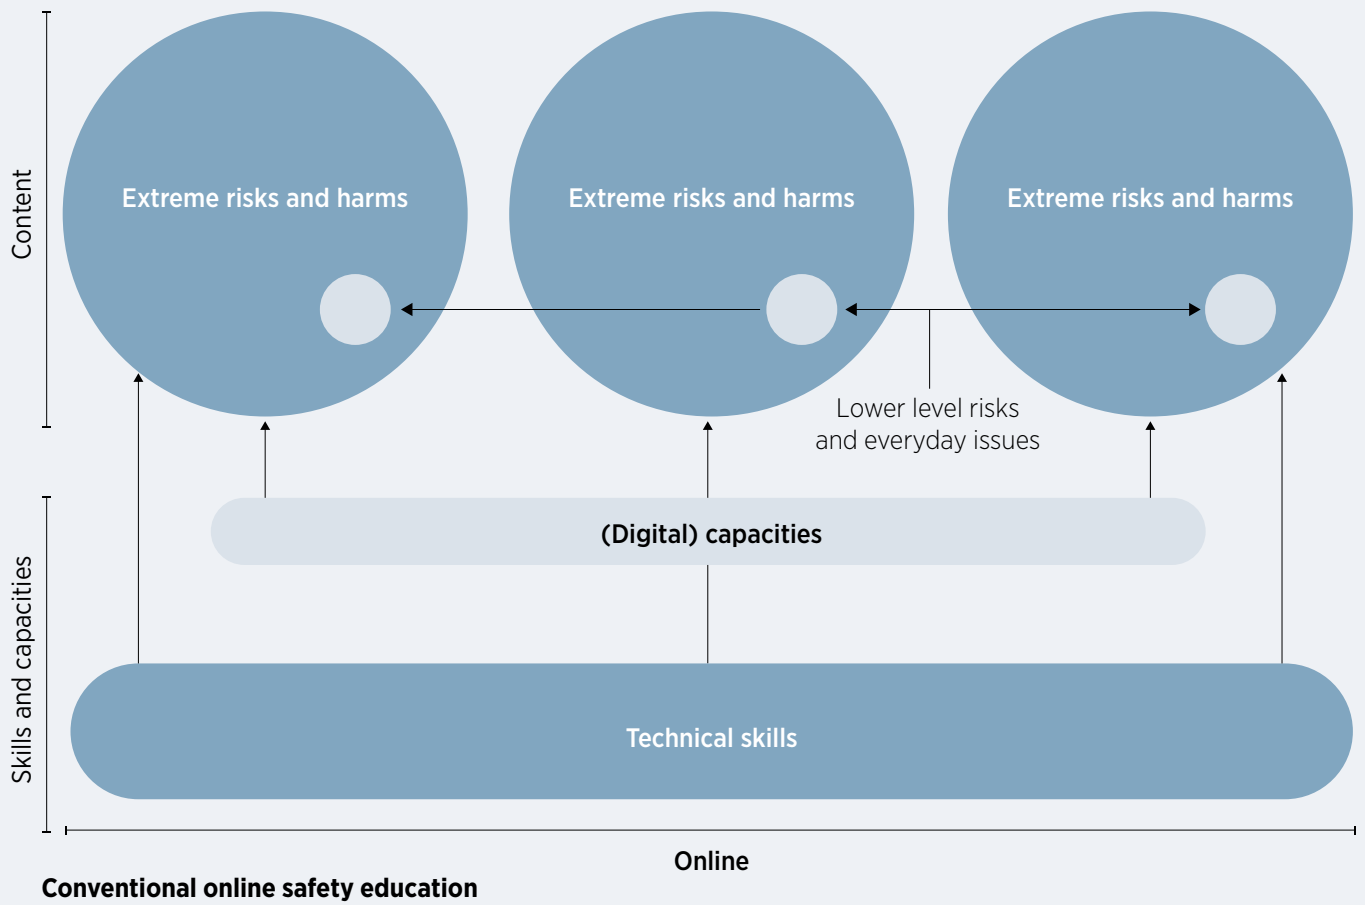 Content
Extreme risks and harms
Extreme risks and harms
Extreme risks and harms
Lower level risks
and everyday issues
Skills and capacities
(Digital) capacities
Technical skills
Online
Conventional online safety education